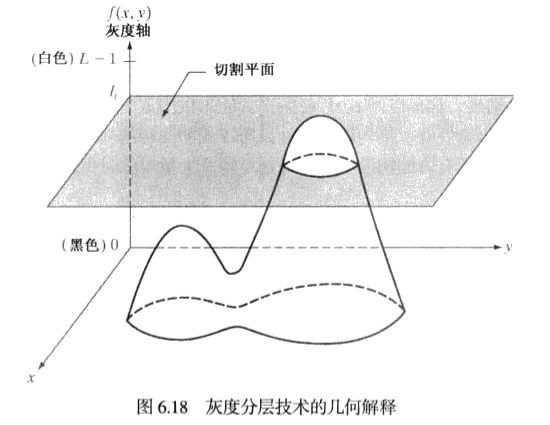 f(x, y)
灰度轴
(白色) L − 1
切割平面
l_i
(黑色) 0
y
x
图 6.18 灰度分层技术的几何解释